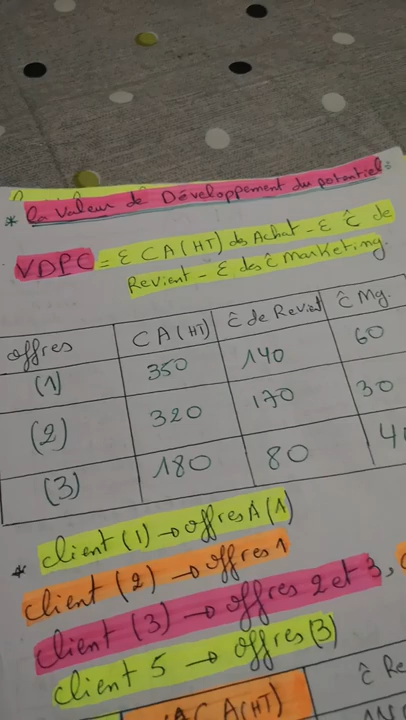 * La Valeur de Développement du potentiel:
VDPC = Σ CA (HT) des Achat - Σ ĉ de
Revient - Σ des ĉ marketing.
offres CA (HT) ĉ de Revient ĉ Mg.
(1) 350 140 60
(2) 320 170 30
(3) 180 80
* client (1) → offres A (1)
client (2) → offres 1
client (3) → offres 2 et 3,
client 5 → offres (3)
CA (HT) ĉ Re